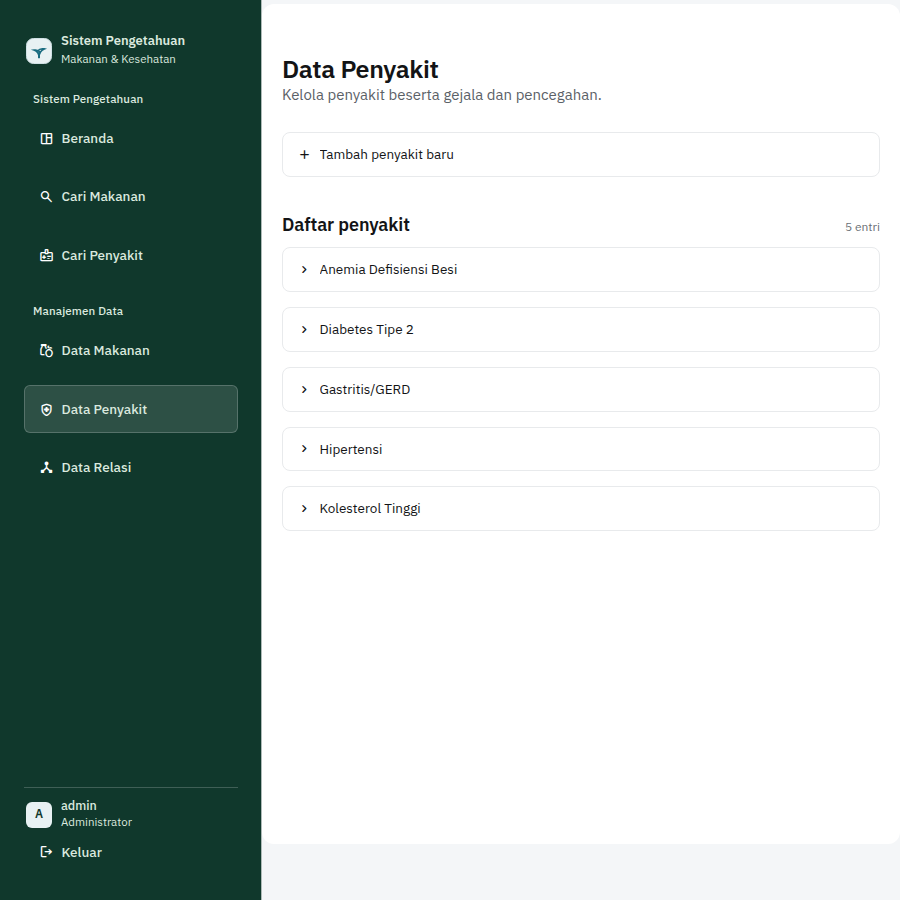 Sistem Pengetahuan
Makanan & Kesehatan
Sistem Pengetahuan
Beranda
Cari Makanan
Cari Penyakit
Manajemen Data
Data Makanan
Data Penyakit
Data Relasi
A
admin
Administrator
Keluar
Data Penyakit
Kelola penyakit beserta gejala dan pencegahan.
Tambah penyakit baru
Daftar penyakit
5 entri
Anemia Defisiensi Besi
Diabetes Tipe 2
Gastritis/GERD
Hipertensi
Kolesterol Tinggi